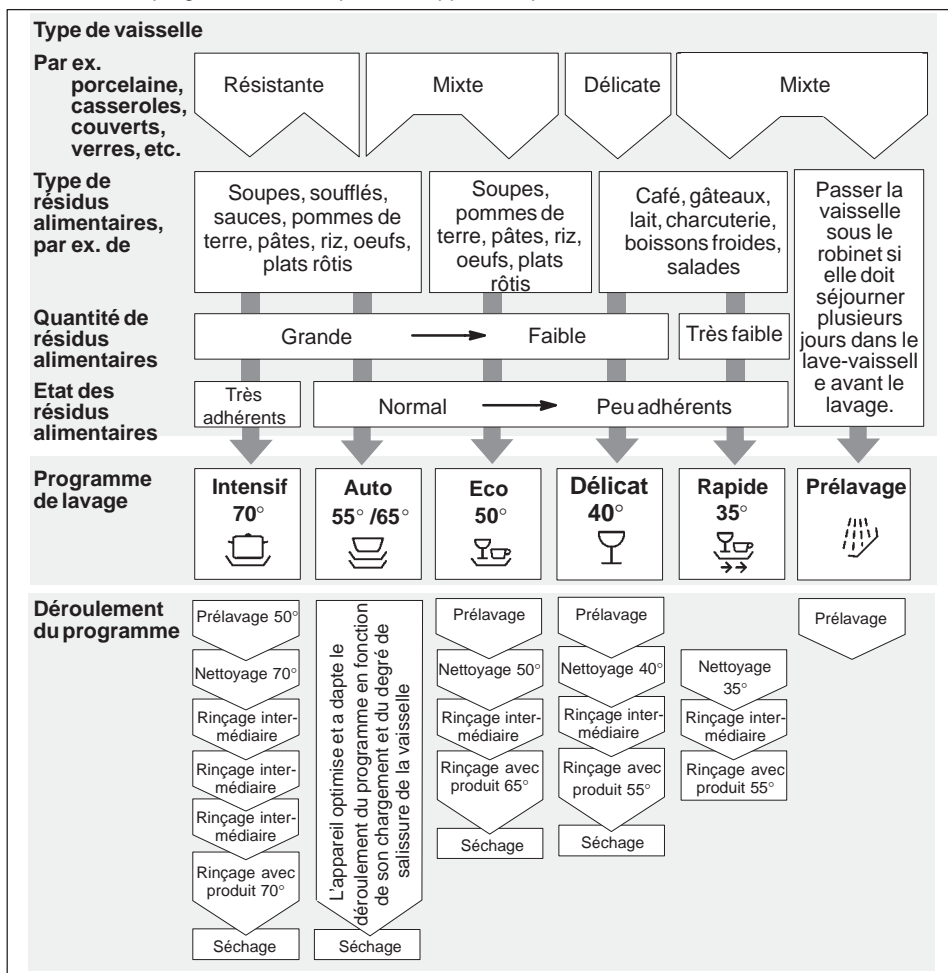 Type de vaisselle
Par ex.
porcelaine,
casseroles,
couverts,
verres, etc.
Résistante
Mixte
Délicate
Mixte
Type de
résidus
alimentaires,
par ex. de
Soupes, soufflés,
sauces, pommes de
terre, pâtes, riz, oeufs,
plats rôtis
Soupes,
pommes de
terre, pâtes, riz,
oeufs, plats
rôtis
Café, gâteaux,
lait, charcuterie,
boissons froides,
salades
Passer la
vaisselle
sous le
robinet si
elle doit
séjourner
plusieurs
jours dans le
lave-vaissell
e avant le
lavage.
Quantité de
résidus
alimentaires
Grande
Faible
Très faible
Etat des
résidus
alimentaires
Très
adhérents
Normal
Peu adhérents
Programme
de lavage
Intensif
70°
Auto
55° /65°
Eco
50°
Délicat
40°
Rapide
35°
Prélavage
Déroulement
du programme
Prélavage 50°
Nettoyage 70°
Rinçage inter-
médiaire
Rinçage inter-
médiaire
Rinçage inter-
médiaire
Rinçage avec
produit 70°
Séchage
L'appareil optimise et a dapte le
déroulement du programme en fonction
de son chargement et du degré de
salissure de la vaisselle
Séchage
Prélavage
Nettoyage 50°
Rinçage inter-
médiaire
Rinçage avec
produit 65°
Séchage
Prélavage
Nettoyage 40°
Rinçage inter-
médiaire
Rinçage avec
produit 55°
Séchage
Nettoyage
35°
Rinçage inter-
médiaire
Rinçage avec
produit 55°
Prélavage